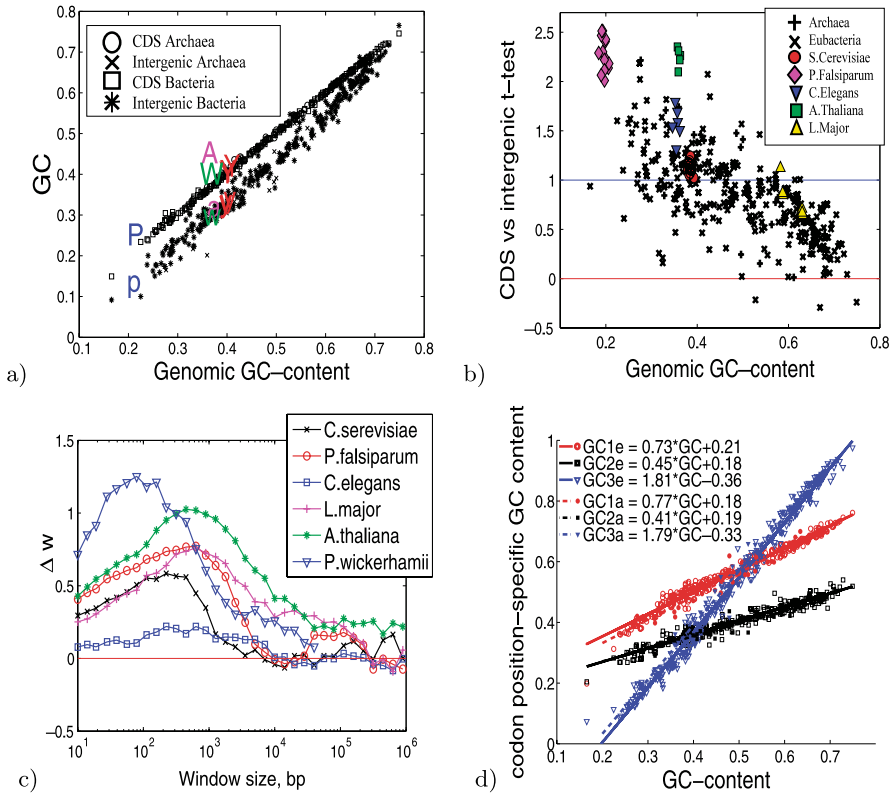 0.8
0.7
0.6
0.5
0.4
0.3
0.2
0.1
0
GC
CDS Archaea
Intergenic Archaea
CDS Bacteria
Intergenic Bacteria
A
W
Y
a
w
y
P
p
0.1 0.2 0.3 0.4 0.5 0.6 0.7 0.8
Genomic GC–content
a)
2.5
2
1.5
1
0.5
0
–0.5
CDS vs intergenic t–test
Archaea
Eubacteria
S.Cerevisiae
P.Falsiparum
C.Elegans
A.Thaliana
L.Major
0.2 0.4 0.6 0.8
Genomic GC–content
b)
1.5
1
0.5
0
–0.5
Δ w
C.serevisiae
P.falsiparum
C.elegans
L.major
A.thaliana
P.wickerhamii
10^1 10^2 10^3 10^4 10^5 10^6
Window size, bp
c)
1
0.8
0.6
0.4
0.2
0
codon position–specific GC content
GC1e = 0.73*GC+0.21
GC2e = 0.45*GC+0.18
GC3e = 1.81*GC–0.36
GC1a = 0.77*GC+0.18
GC2a = 0.41*GC+0.19
GC3a = 1.79*GC–0.33
0.1 0.2 0.3 0.4 0.5 0.6 0.7 0.8
GC–content
d)